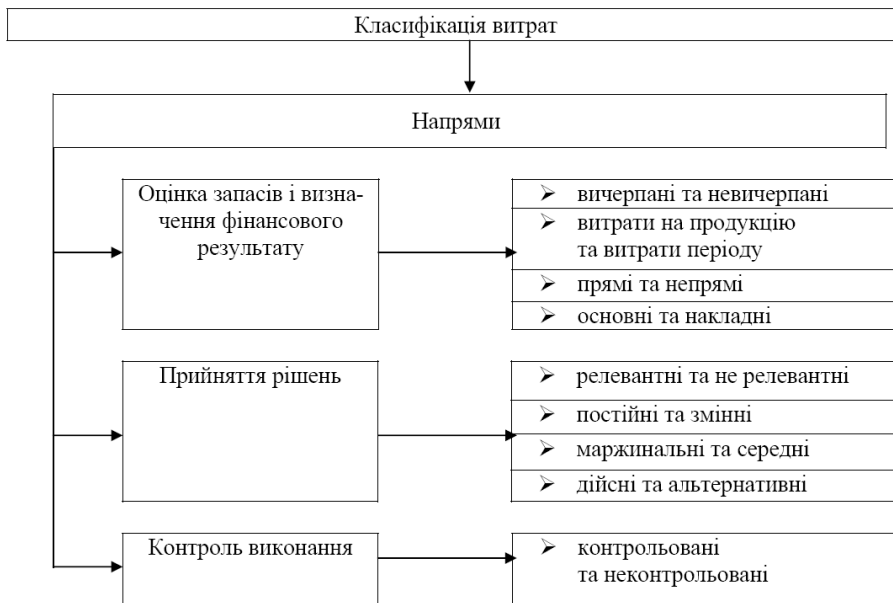 Класифікація витрат
Напрями
Оцінка запасів і визна-
чення фінансового
результату
➢ вичерпані та невичерпані
➢ витрати на продукцію
та витрати періоду
➢ прямі та непрямі
➢ основні та накладні
Прийняття рішень
➢ релевантні та не релевантні
➢ постійні та змінні
➢ маржинальні та середні
➢ дійсні та альтернативні
Контроль виконання
➢ контрольовані
та неконтрольовані